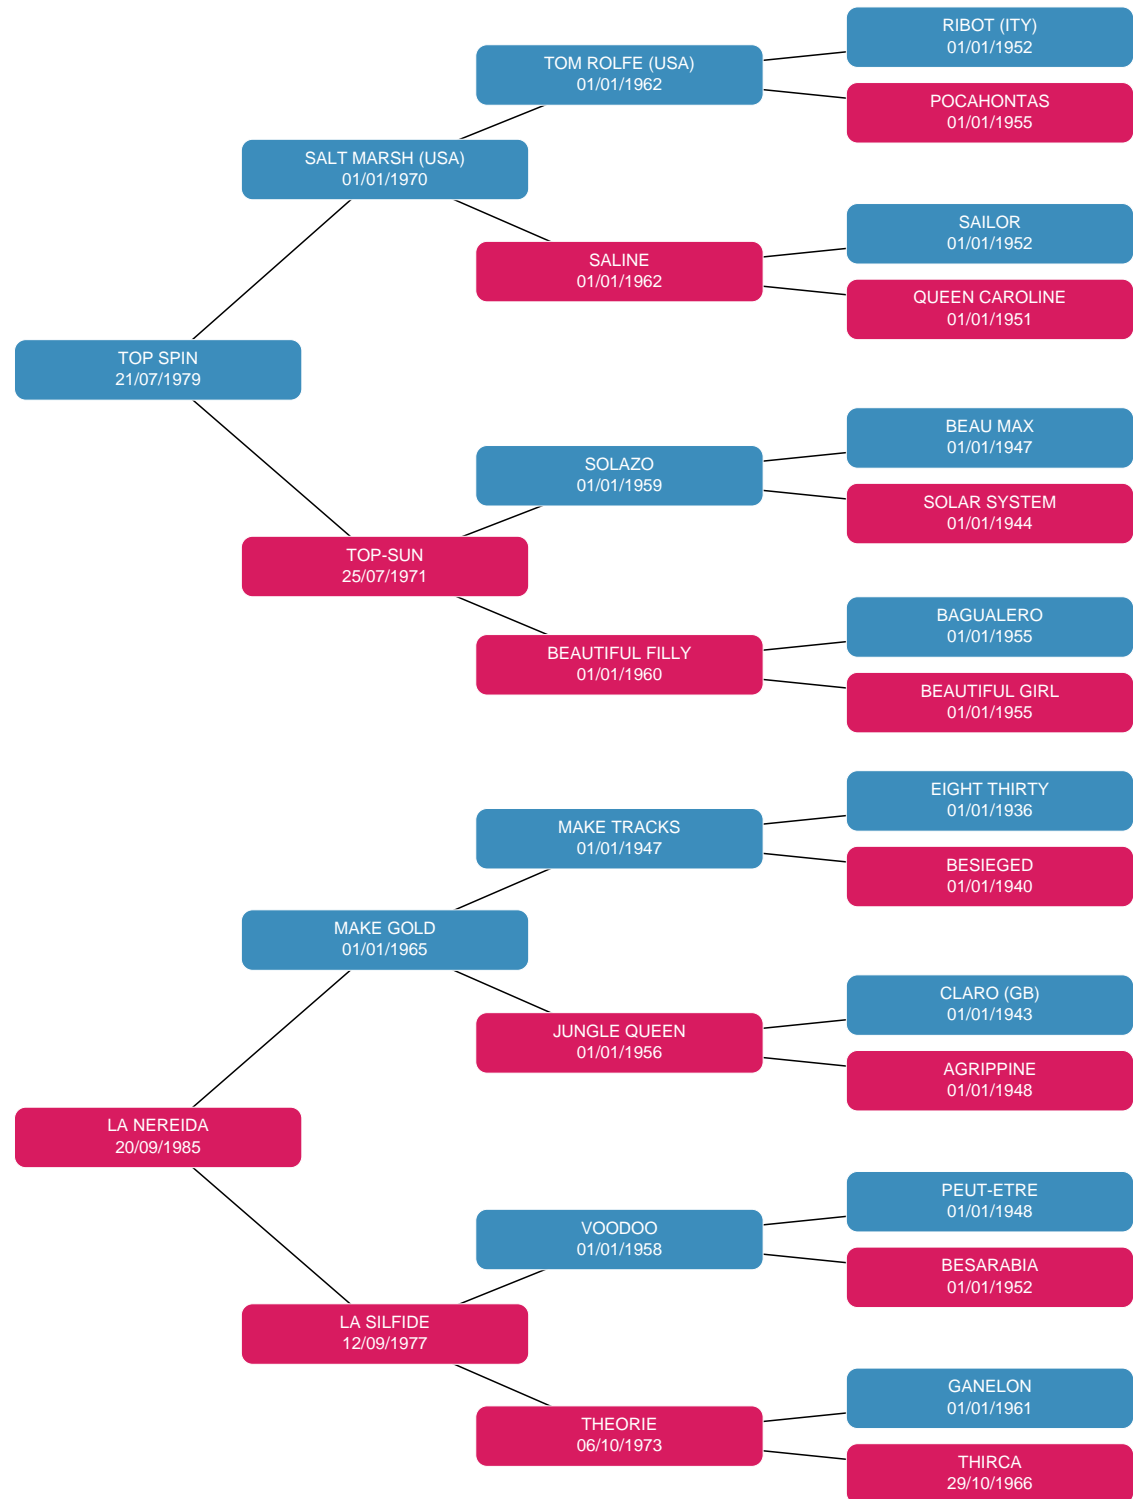 RIBOT (ITY)
01/01/1952
TOM ROLFE (USA)
01/01/1962
POCAHONTAS
01/01/1955
SALT MARSH (USA)
01/01/1970
SAILOR
01/01/1952
SALINE
01/01/1962
QUEEN CAROLINE
01/01/1951
TOP SPIN
21/07/1979
BEAU MAX
01/01/1947
SOLAZO
01/01/1959
SOLAR SYSTEM
01/01/1944
TOP-SUN
25/07/1971
BAGUALERO
01/01/1955
BEAUTIFUL FILLY
01/01/1960
BEAUTIFUL GIRL
01/01/1955
EIGHT THIRTY
01/01/1936
MAKE TRACKS
01/01/1947
BESIEGED
01/01/1940
MAKE GOLD
01/01/1965
CLARO (GB)
01/01/1943
JUNGLE QUEEN
01/01/1956
AGRIPPINE
01/01/1948
LA NEREIDA
20/09/1985
PEUT-ETRE
01/01/1948
VOODOO
01/01/1958
BESARABIA
01/01/1952
LA SILFIDE
12/09/1977
GANELON
01/01/1961
THEORIE
06/10/1973
THIRCA
29/10/1966